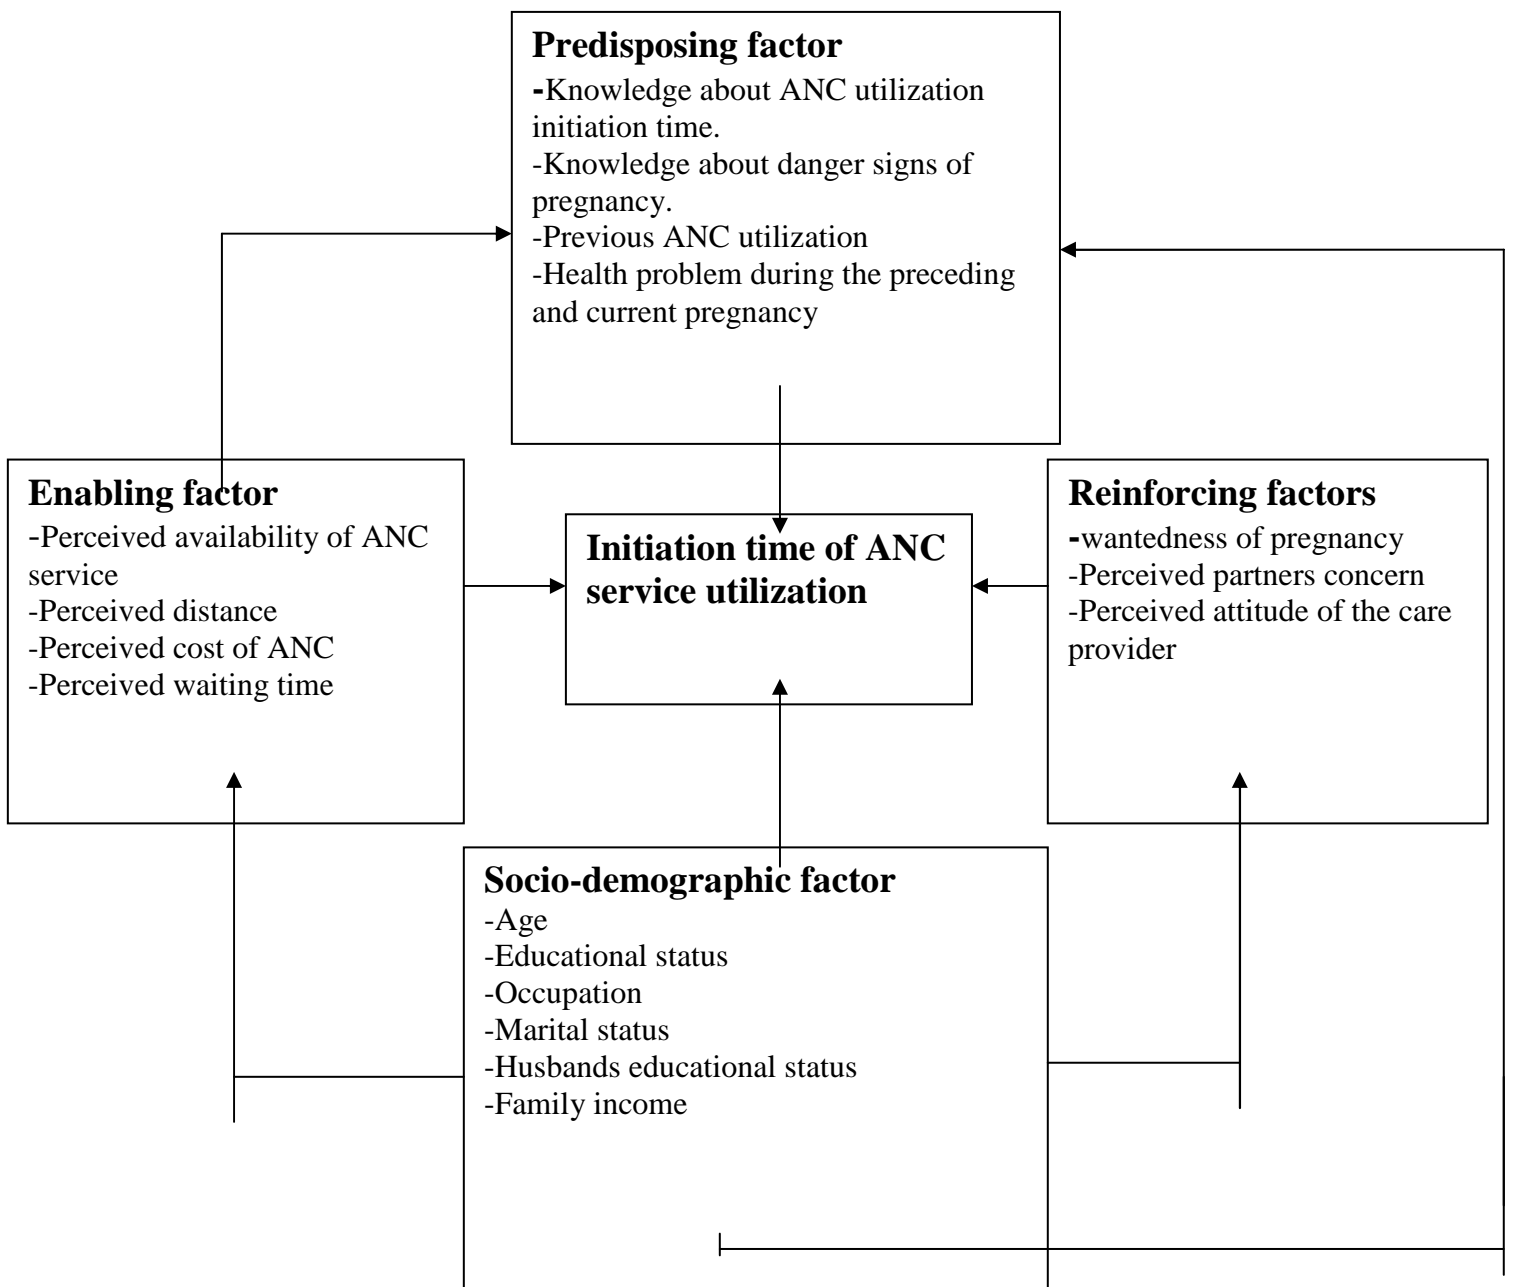 Predisposing factor
-Knowledge about ANC utilization
initiation time.
-Knowledge about danger signs of
pregnancy.
-Previous ANC utilization
-Health problem during the preceding
and current pregnancy
Enabling factor
-Perceived availability of ANC
service
-Perceived distance
-Perceived cost of ANC
-Perceived waiting time
Initiation time of ANC
service utilization
Reinforcing factors
-wantedness of pregnancy
-Perceived partners concern
-Perceived attitude of the care
provider
Socio-demographic factor
-Age
-Educational status
-Occupation
-Marital status
-Husbands educational status
-Family income